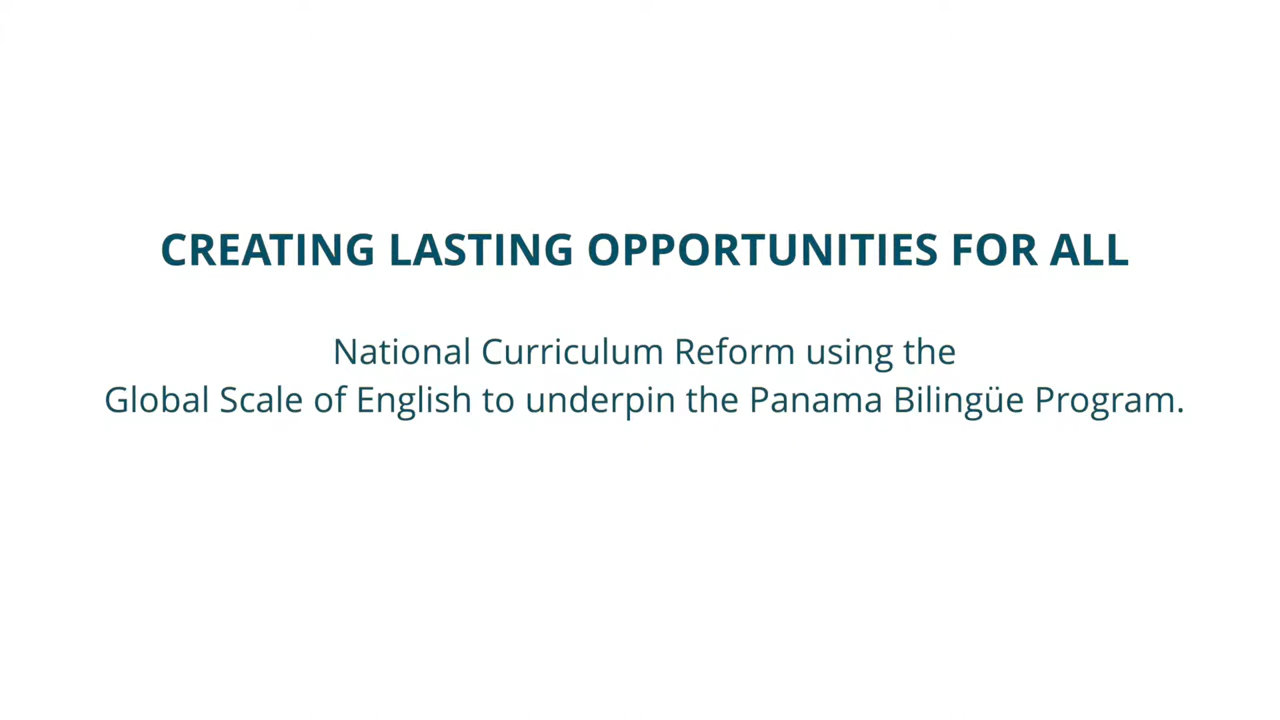 CREATING LASTING OPPORTUNITIES FOR ALL
National Curriculum Reform using the
Global Scale of English to underpin the Panama Bilingüe Program.